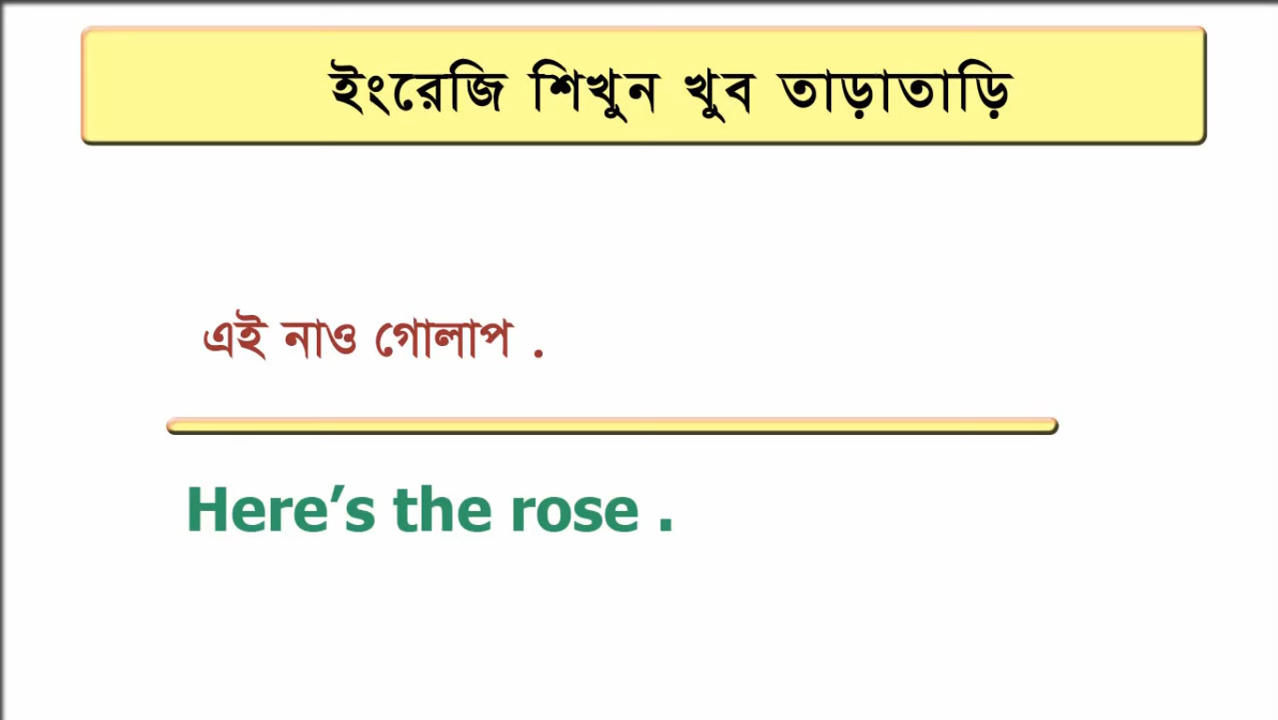 ইংরেজি শিখুন খুব তাড়াতাড়ি
এই নাও গোলাপ .
Here’s the rose .